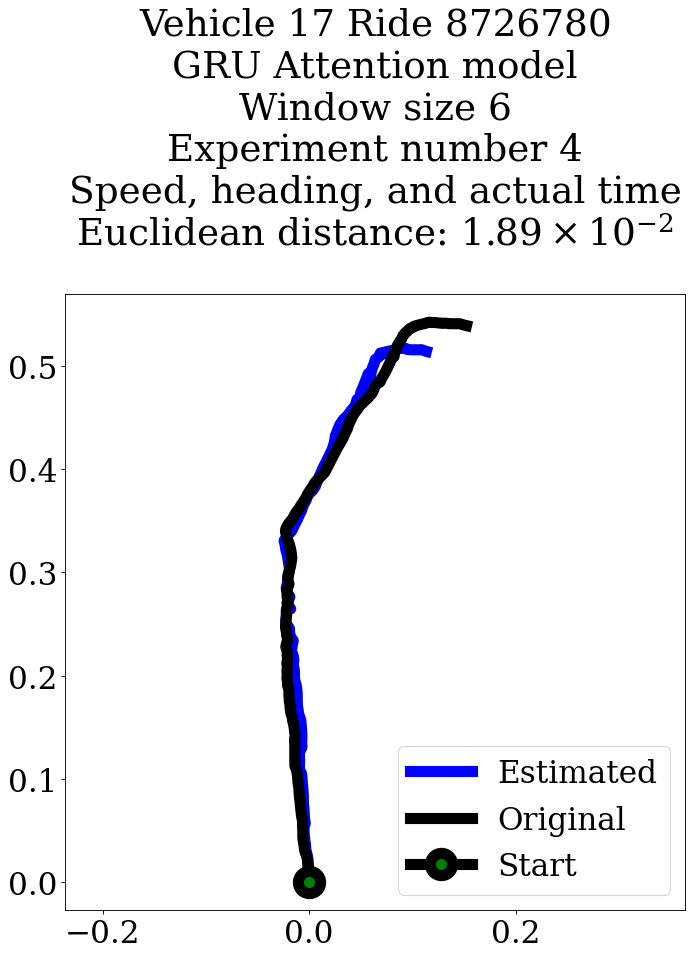 Vehicle 17 Ride 8726780
GRU Attention model
Window size 6
Experiment number 4
Speed, heading, and actual time
Euclidean distance: 1.89 × 10⁻²
0.5
0.4
0.3
0.2
0.1
0.0
Estimated
Original
Start
−0.2 0.0 0.2